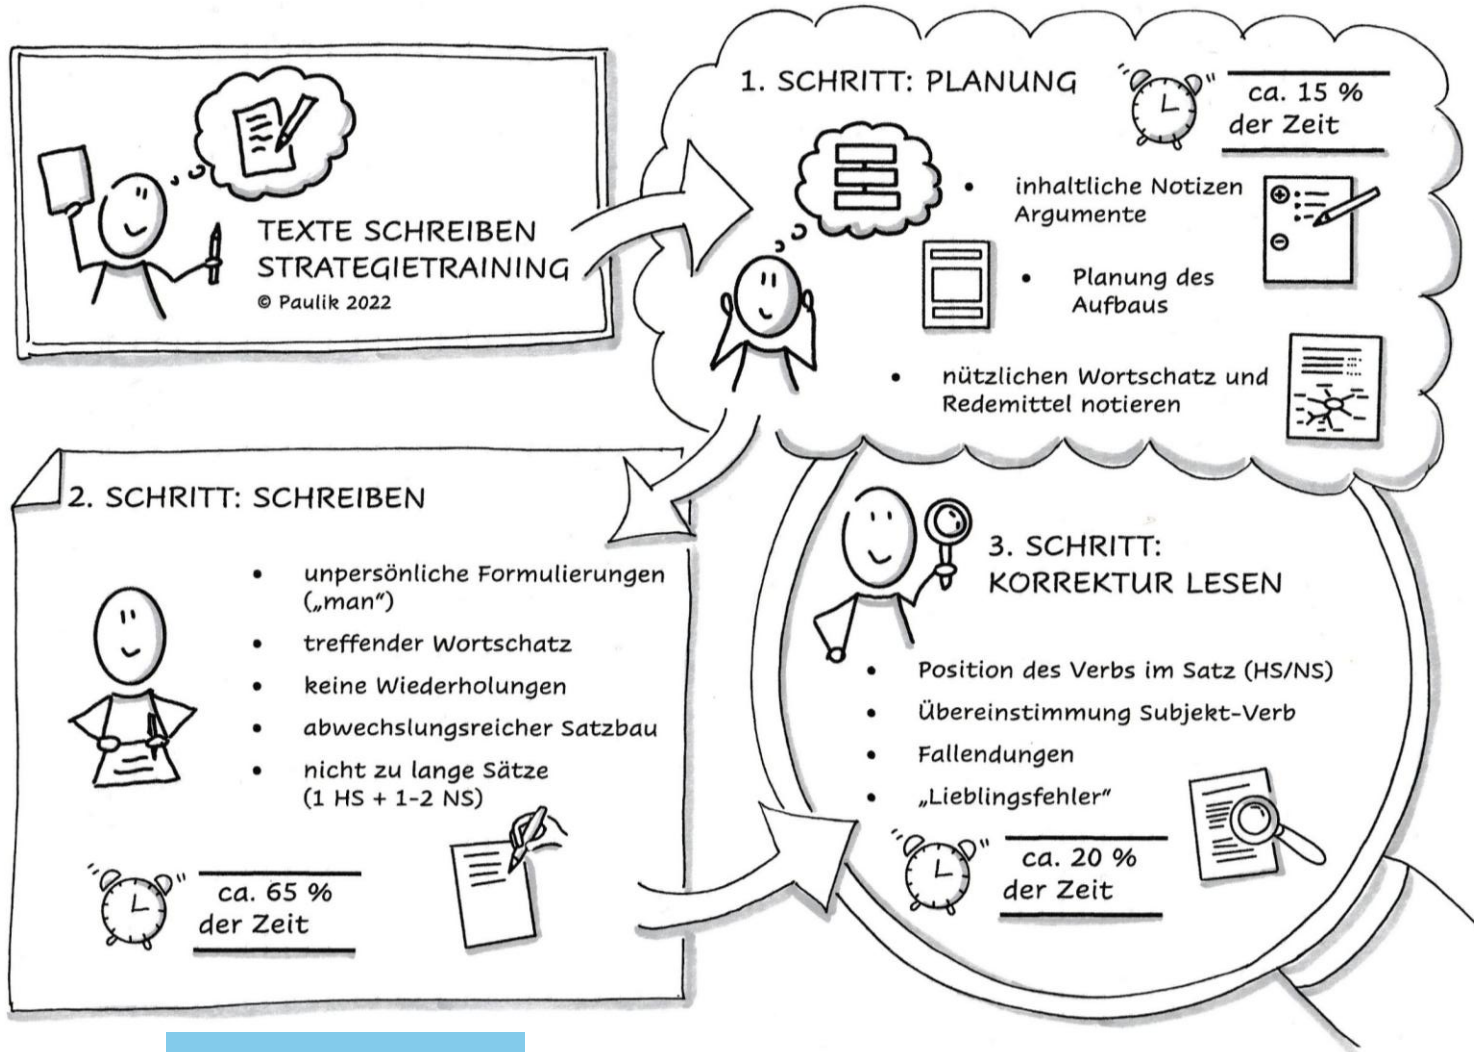 TEXTE SCHREIBEN
STRATEGIETRAINING
© Paulik 2022
1. SCHRITT: PLANUNG
ca. 15 %
der Zeit
• inhaltliche Notizen
Argumente
• Planung des
Aufbaus
• nützlichen Wortschatz und
Redemittel notieren
2. SCHRITT: SCHREIBEN
• unpersönliche Formulierungen
(„man“)
• treffender Wortschatz
• keine Wiederholungen
• abwechslungsreicher Satzbau
• nicht zu lange Sätze
(1 HS + 1-2 NS)
ca. 65 %
der Zeit
3. SCHRITT:
KORREKTUR LESEN
• Position des Verbs im Satz (HS/NS)
• Übereinstimmung Subjekt-Verb
• Fallendungen
• „Lieblingsfehler“
ca. 20 %
der Zeit